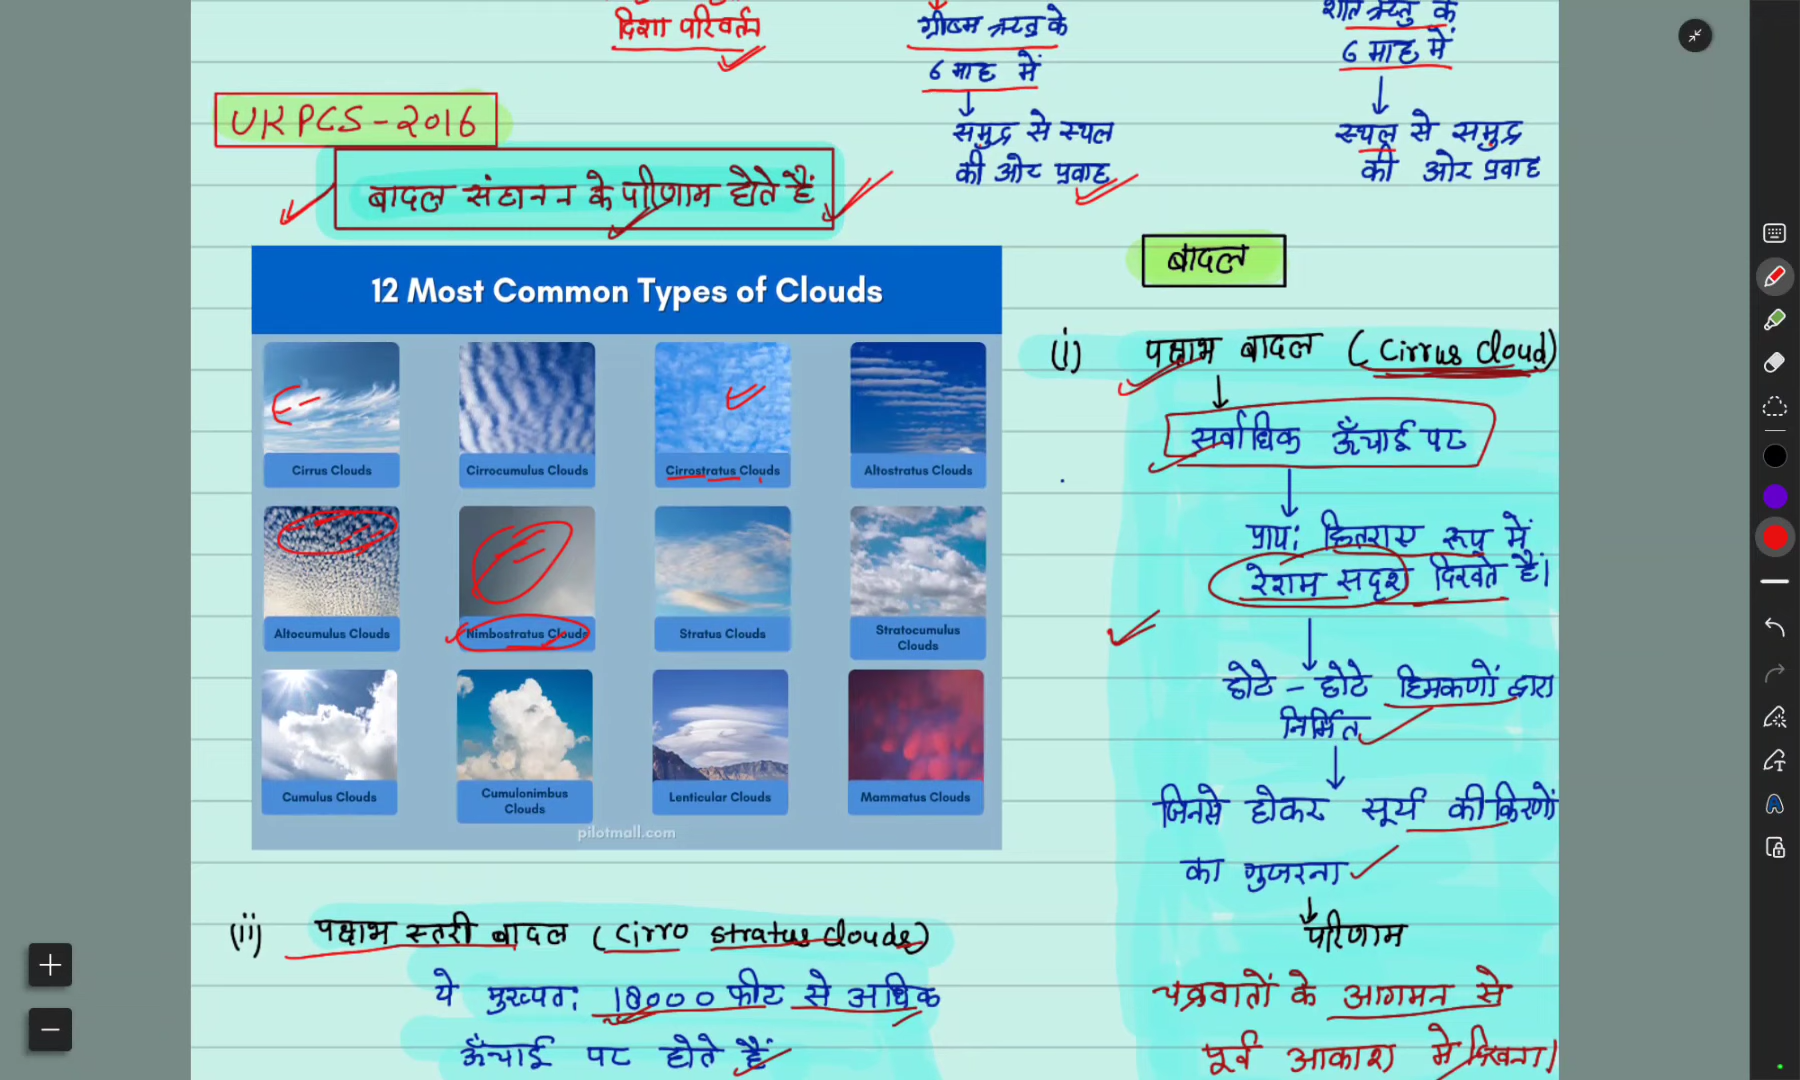 दिशा परिवर्तन
ग्रीष्म ऋतु के
6 माह में
समुद्र से स्थल
की ओर प्रवाह
शीत ऋतु के
6 माह में
स्थल से समुद्र
की ओर प्रवाह
UKPCS-2016
बादल संघनन के परिणाम होते हैं
12 Most Common Types of Clouds
Cirrus Clouds
Cirrocumulus Clouds
Cirrostratus Clouds
Altostratus Clouds
Altocumulus Clouds
Nimbostratus Clouds
Stratus Clouds
Stratocumulus
Clouds
Cumulus Clouds
Cumulonimbus
Clouds
Lenticular Clouds
Mammatus Clouds
pilotmall.com
बादल
(i) पक्षाभ बादल (Cirrus Cloud)
सर्वाधिक ऊँचाई पर
प्रायः छितराए रूप में
रेशम सदृश दिखते हैं।
छोटे - छोटे हिमकणों द्वारा
निर्मित
जिनसे होकर सूर्य की किरणों
का गुजरना
परिणाम
चक्रवातों के आगमन से
पूर्व आकाश में दिखना।
(ii) पक्षाभ स्तरी बादल (Cirro stratus clouds)
ये मुख्यतः 18000 फीट से अधिक
ऊँचाई पर होते हैं